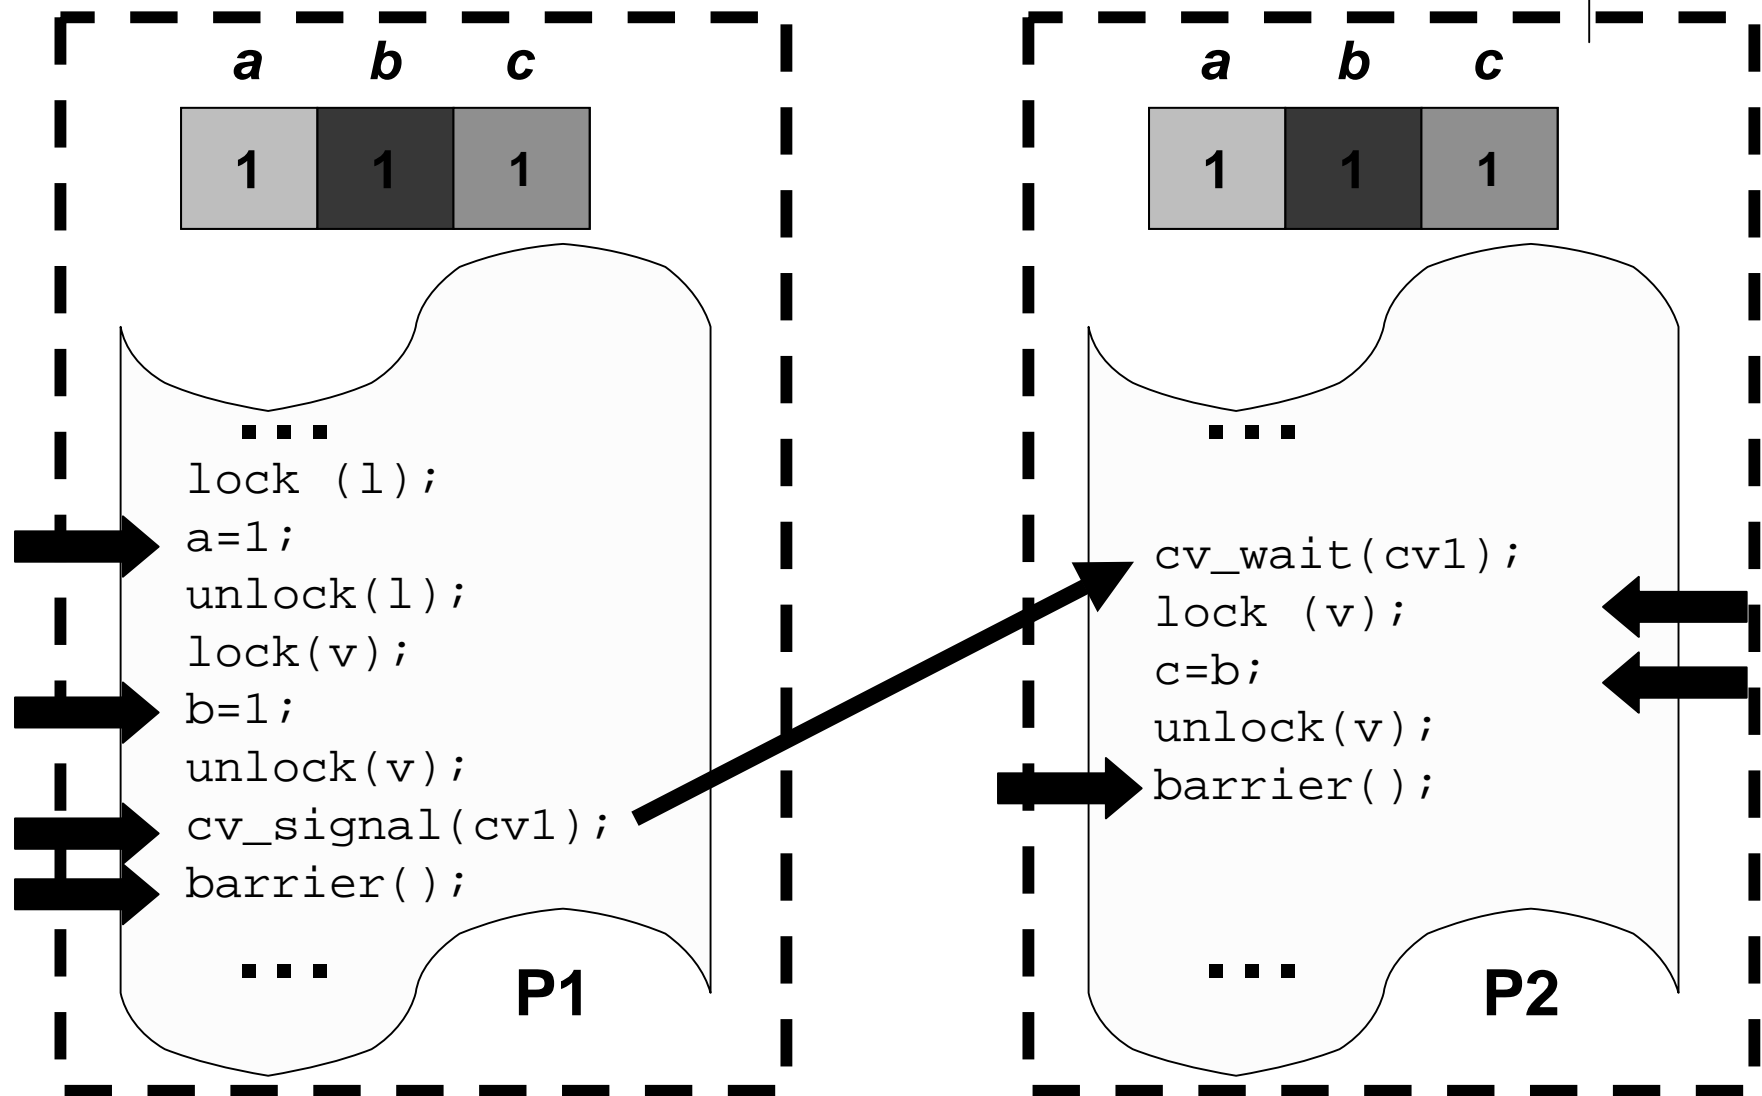 a b c
1 1 1
...
lock (l);
a=1;
unlock(l);
lock(v);
b=1;
unlock(v);
cv_signal(cv1);
barrier();
...
P1
a b c
1 1 1
...
cv_wait(cv1);
lock (v);
c=b;
unlock(v);
barrier();
...
P2